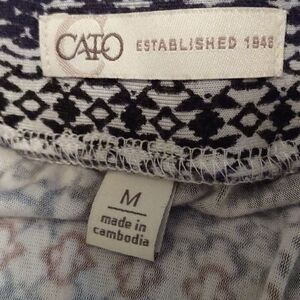 CATO ESTABLISHED 1946
M
made in
cambodia